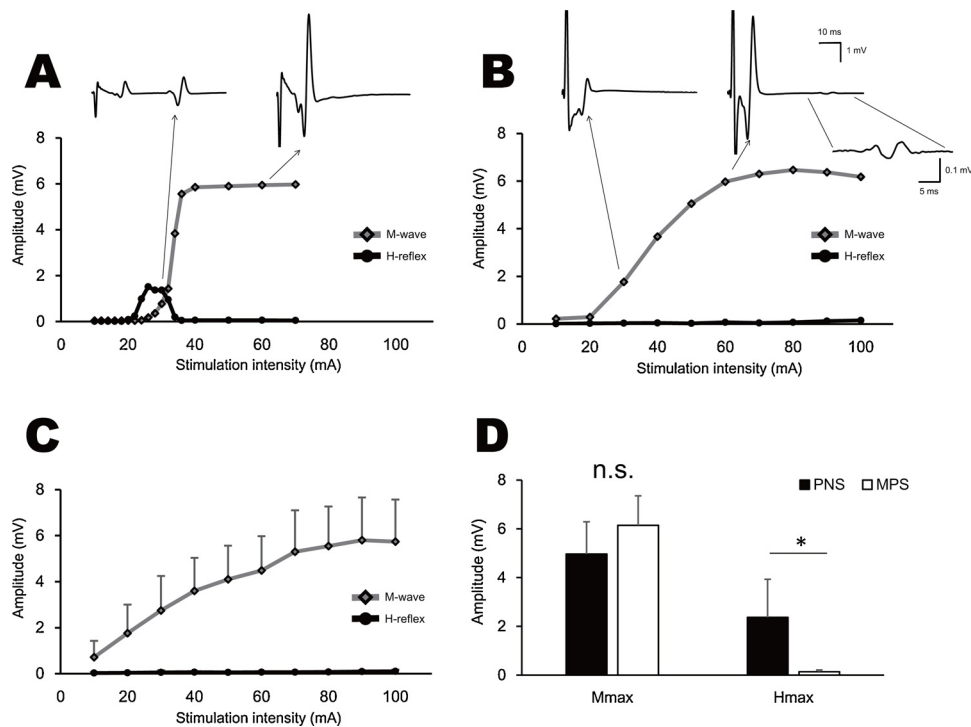 A
B
10 ms
1 mV
8
6
4
2
0
Amplitude (mV)
M-wave
H-reflex
0
20
40
60
80
100
Stimulation intensity (mA)
8
6
4
2
0
Amplitude (mV)
0.1 mV
5 ms
M-wave
H-reflex
0
20
40
60
80
100
Stimulation intensity (mA)
C
D
8
6
4
2
0
Amplitude (mV)
M-wave
H-reflex
0
20
40
60
80
100
Stimulation intensity (mA)
8
6
4
2
0
Amplitude (mV)
n.s.
PNS MPS
*
Mmax
Hmax